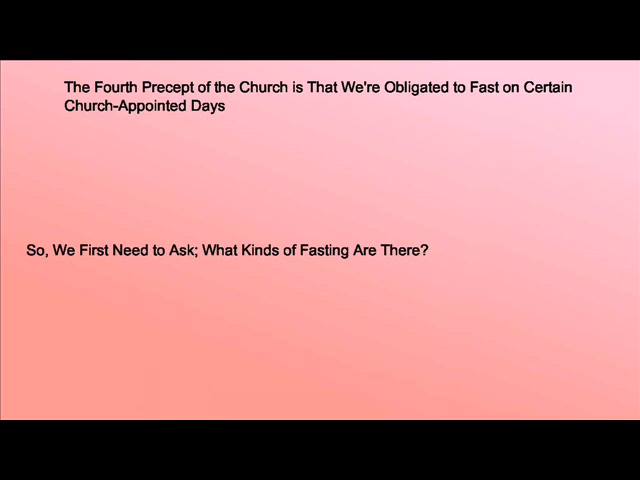 The Fourth Precept of the Church is That We're Obligated to Fast on Certain
Church-Appointed Days
So, We First Need to Ask; What Kinds of Fasting Are There?